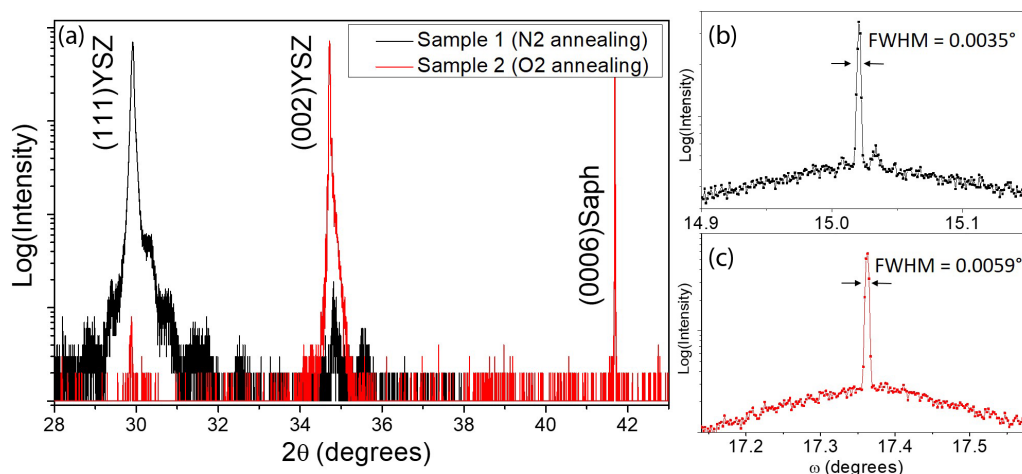 (a)
(111)YSZ
(002)YSZ
(0006)Saph
Sample 1 (N2 annealing)
Sample 2 (O2 annealing)
Log(Intensity)
28 30 32 34 36 38 40 42
2θ (degrees)
(b)
FWHM = 0.0035°
Log(Intensity)
14.9 15.0 15.1
(c)
FWHM = 0.0059°
Log(Intensity)
17.2 17.3 17.4 17.5
ω (degrees)